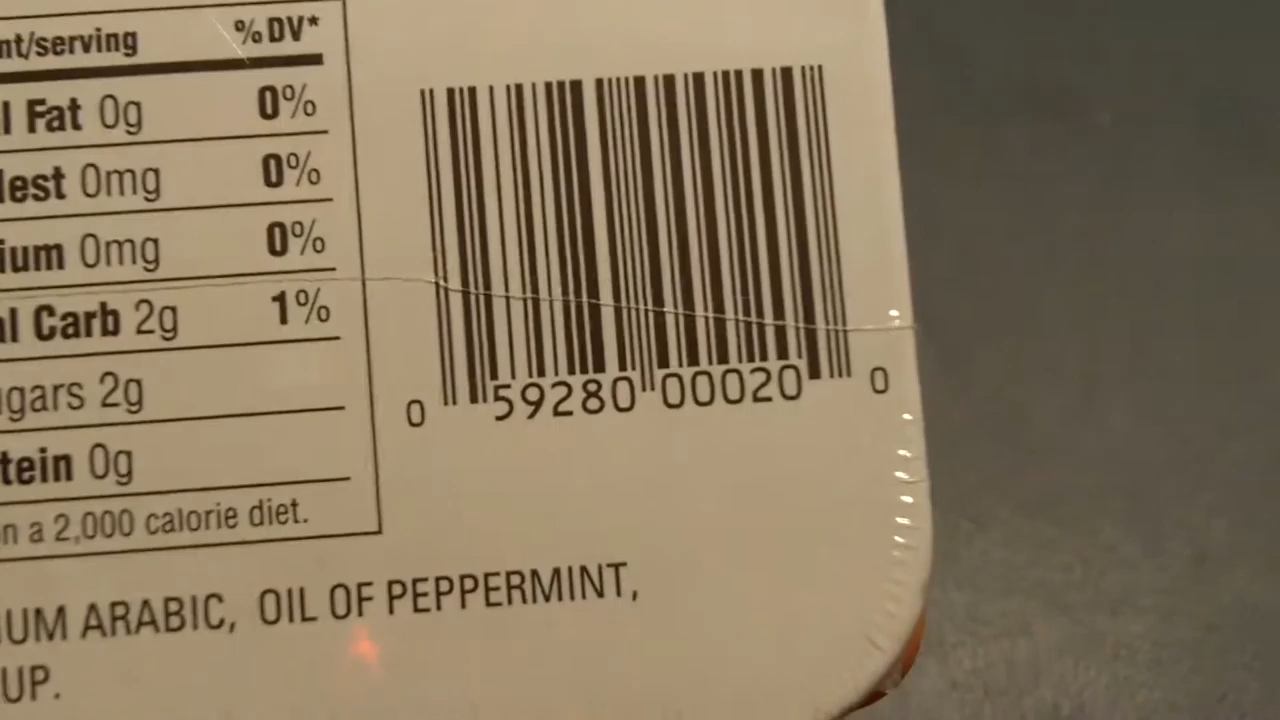 nt/serving %DV*
l Fat 0g 0%
lest 0mg 0%
ium 0mg 0%
al Carb 2g 1%
gars 2g
tein 0g
n a 2,000 calorie diet.
0 59280 00020 0
UM ARABIC, OIL OF PEPPERMINT,
UP.